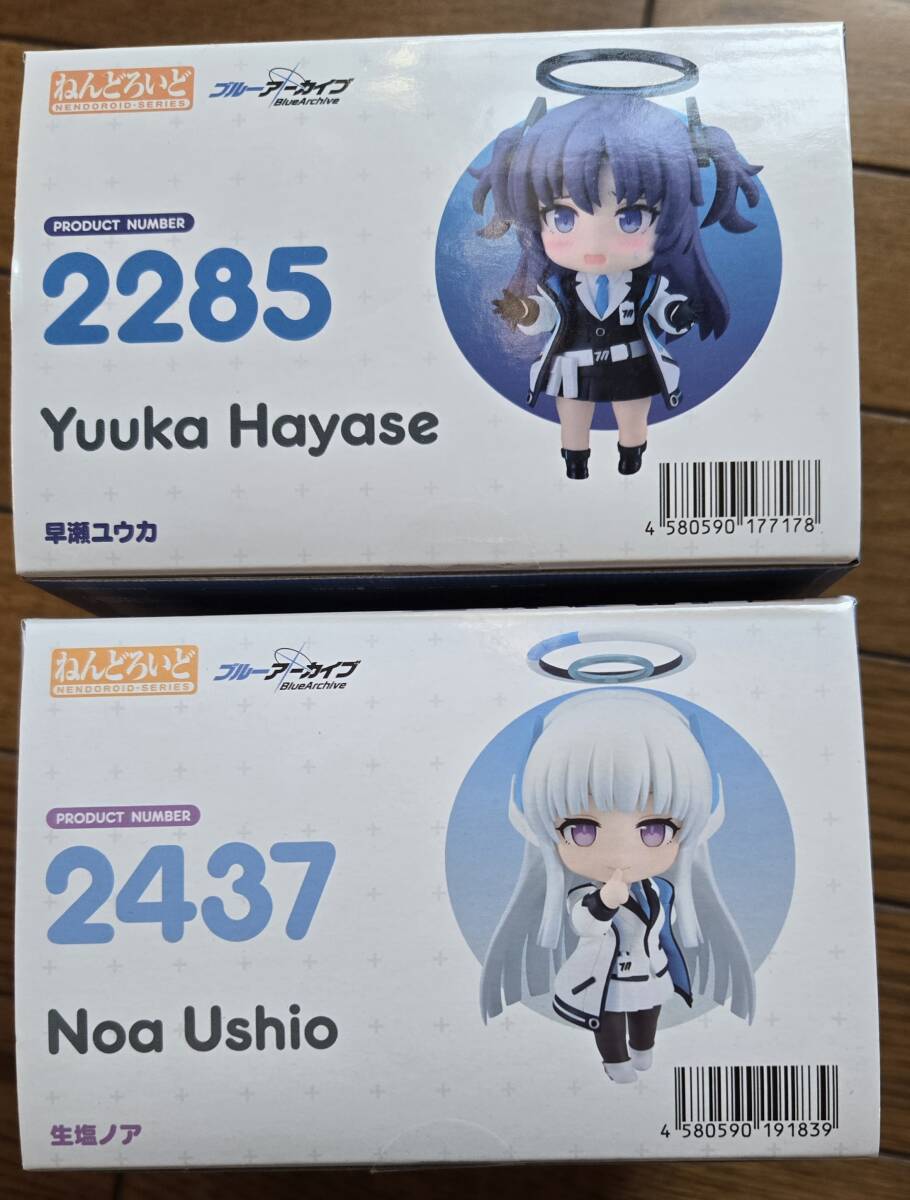 ねんどろいど
NENDOROID-SERIES
ブルーアーカイブ
BlueArchive
PRODUCT NUMBER
2285
Yuuka Hayase
早瀬ユウカ
4 580590 177178
ねんどろいど
NENDOROID-SERIES
ブルーアーカイブ
BlueArchive
PRODUCT NUMBER
2437
Noa Ushio
生塩ノア
4 580590 191839